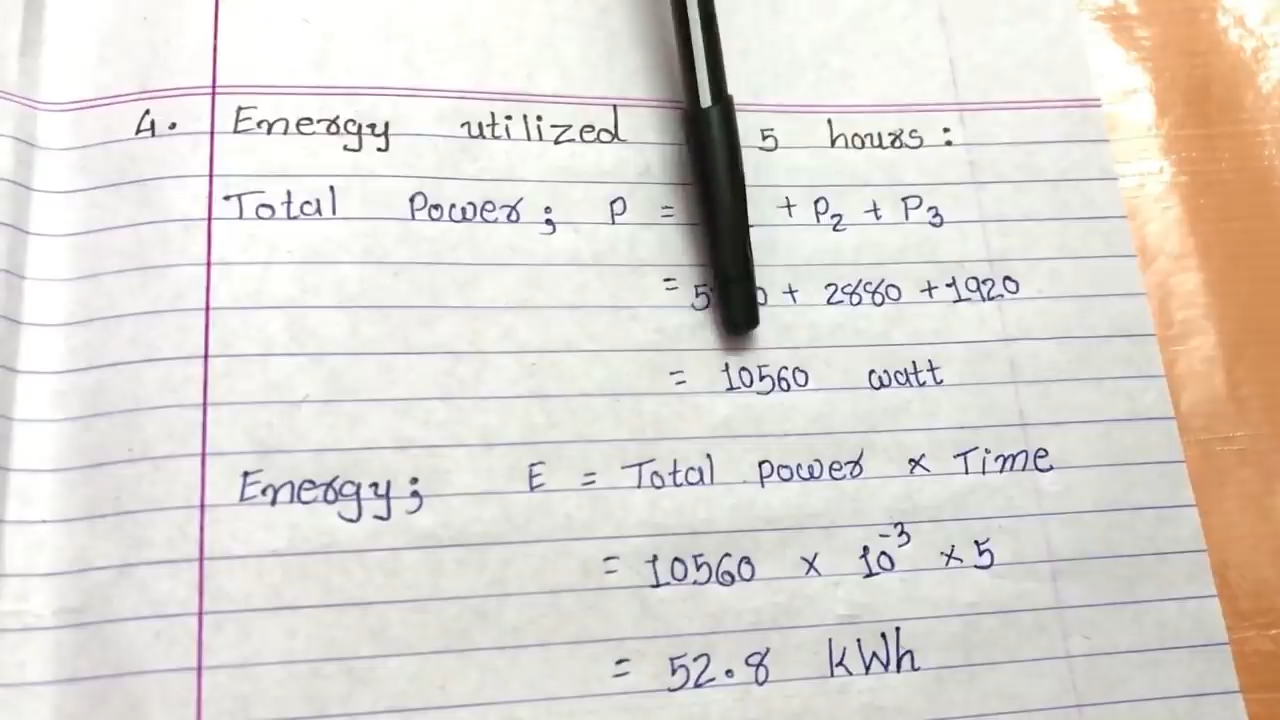 4. Energy utilized 5 hours:
Total Power; P = + P₂ + P₃
= + 2880 + 1920
= 10560 watt
Energy; E = Total power × Time
= 10560 × 10⁻³ × 5
= 52.8 kWh